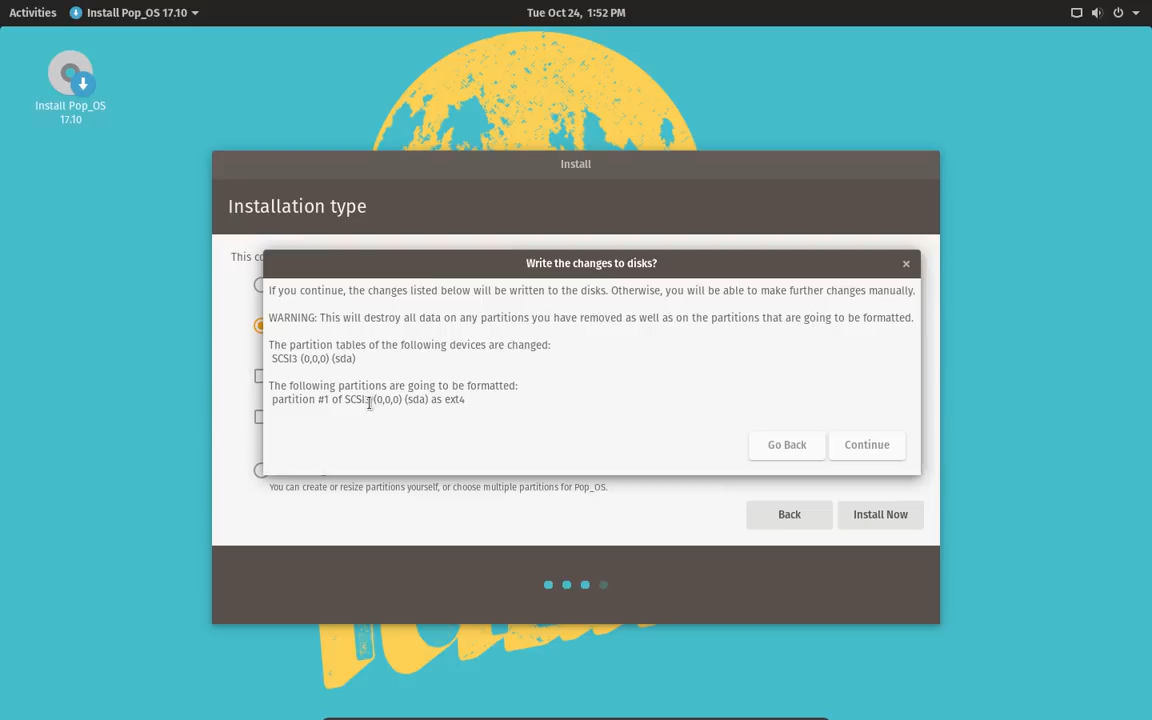 Activities
Install Pop_OS 17.10
Tue Oct 24, 1:52 PM
Install Pop_OS
17.10
Install
Installation type
This co
Write the changes to disks?
If you continue, the changes listed below will be written to the disks. Otherwise, you will be able to make further changes manually.
WARNING: This will destroy all data on any partitions you have removed as well as on the partitions that are going to be formatted.
The partition tables of the following devices are changed:
SCSI3 (0,0,0) (sda)
The following partitions are going to be formatted:
partition #1 of SCSI3 (0,0,0) (sda) as ext4
Go Back
Continue
You can create or resize partitions yourself, or choose multiple partitions for Pop_OS.
Back
Install Now